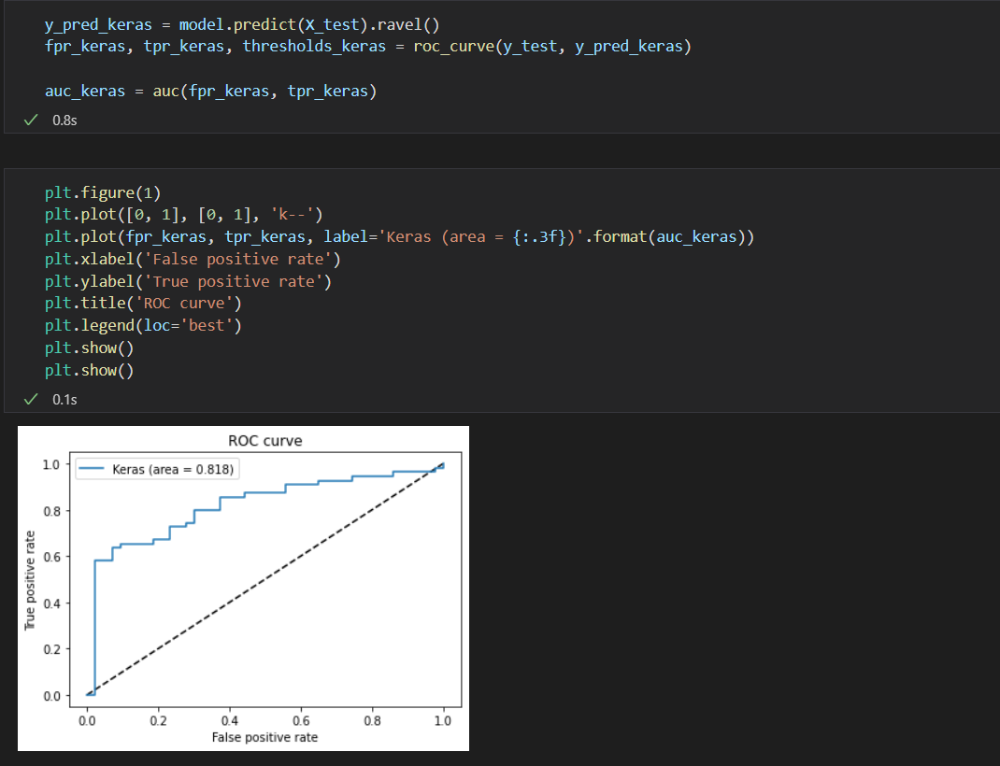 y_pred_keras = model.predict(X_test).ravel()
fpr_keras, tpr_keras, thresholds_keras = roc_curve(y_test, y_pred_keras)
auc_keras = auc(fpr_keras, tpr_keras)
0.8s
plt.figure(1)
plt.plot([0, 1], [0, 1], 'k--')
plt.plot(fpr_keras, tpr_keras, label='Keras (area = {:.3f})'.format(auc_keras))
plt.xlabel('False positive rate')
plt.ylabel('True positive rate')
plt.title('ROC curve')
plt.legend(loc='best')
plt.show()
plt.show()
0.1s
ROC curve
Keras (area = 0.818)
True positive rate
1.0
0.8
0.6
0.4
0.2
0.0
0.0 0.2 0.4 0.6 0.8 1.0
False positive rate